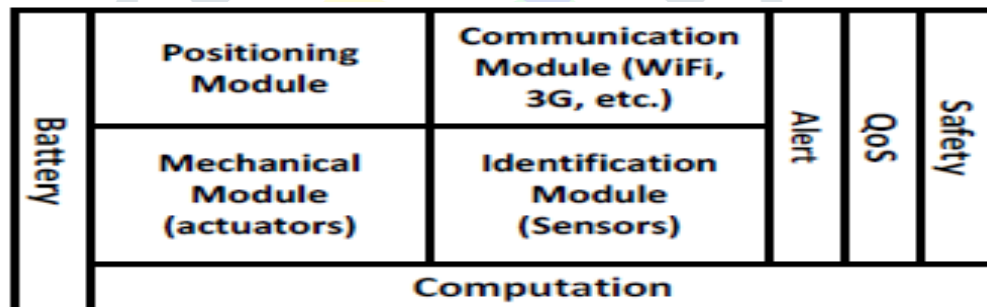 Battery
Positioning
Module
Communication
Module (WiFi,
3G, etc.)
Mechanical
Module
(actuators)
Identification
Module
(Sensors)
Alert
QoS
Safety
Computation